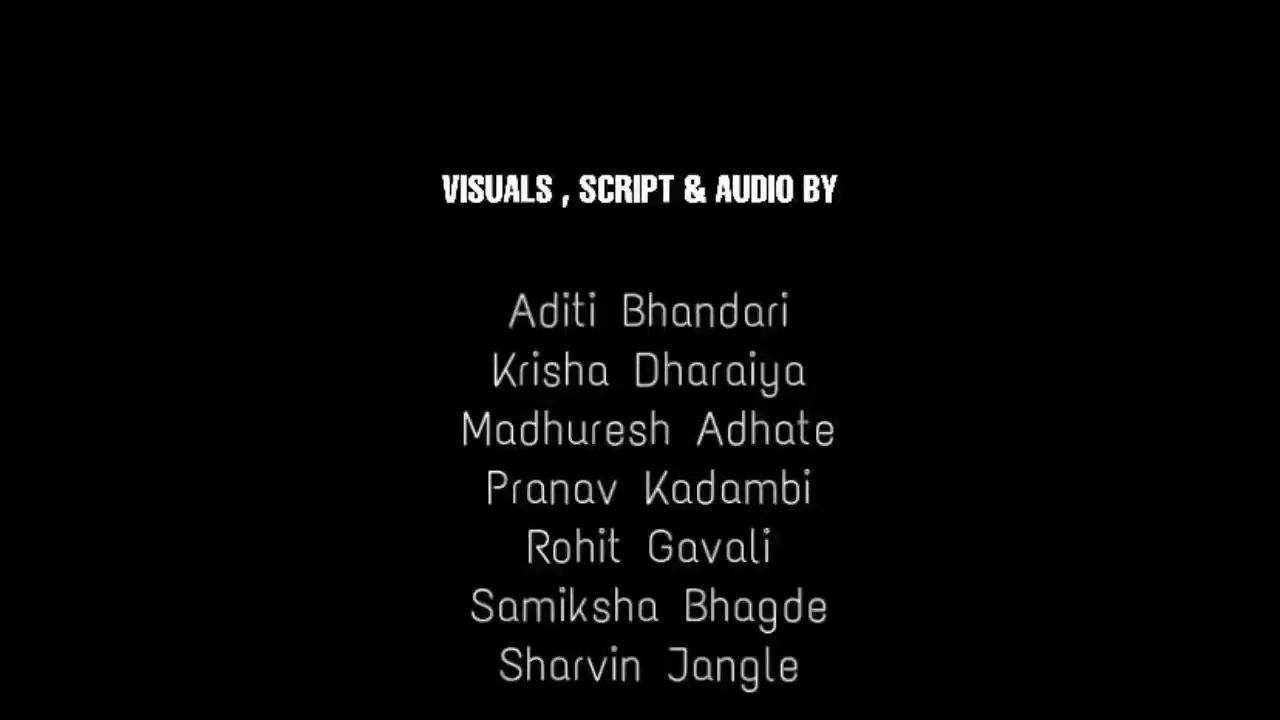 VISUALS , SCRIPT & AUDIO BY
Aditi Bhandari
Krisha Dharaiya
Madhuresh Adhate
Pranav Kadambi
Rohit Gavali
Samiksha Bhagde
Sharvin Jangle